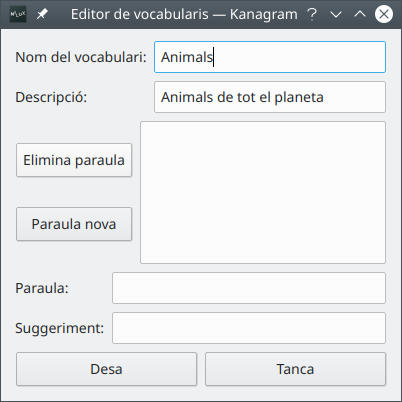 Editor de vocabularis — Kanagram
Nom del vocabulari: Animals
Descripció: Animals de tot el planeta
Elimina paraula
Paraula nova
Paraula:
Suggeriment:
Desa Tanca